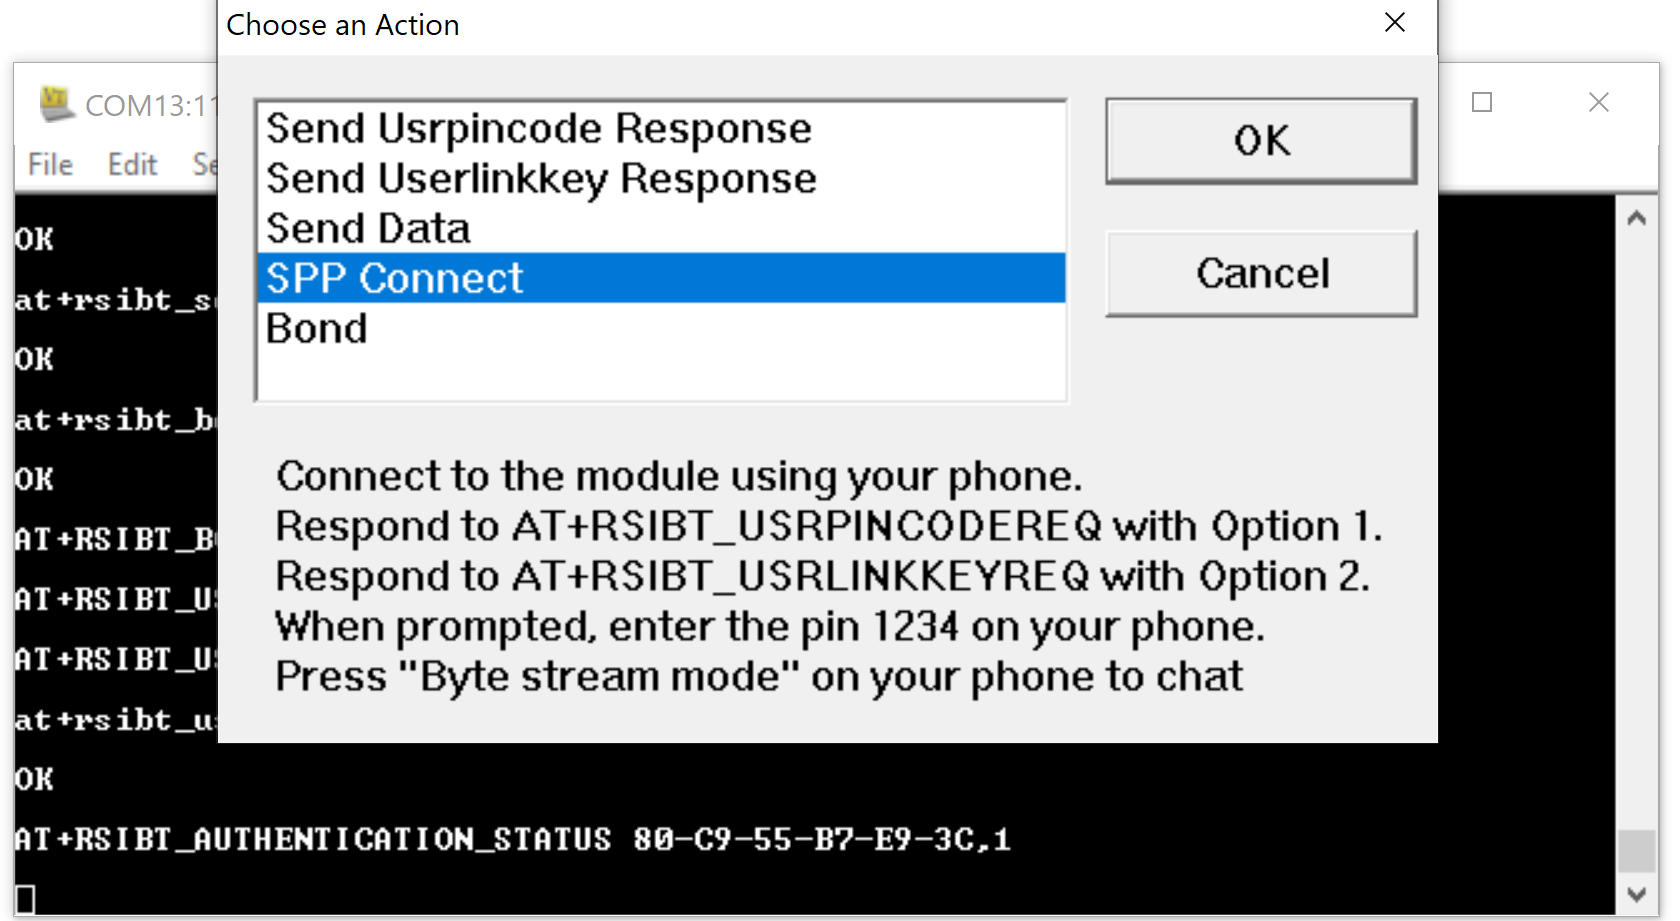 Choose an Action
COM13:11
File Edit Se
Send Usrpincode Response
Send Userlinkkey Response
Send Data
SPP Connect
Bond
OK
Cancel
Connect to the module using your phone.
Respond to AT+RSIBT_USRPINCODEREQ with Option 1.
Respond to AT+RSIBT_USRLINKKEYREQ with Option 2.
When prompted, enter the pin 1234 on your phone.
Press "Byte stream mode" on your phone to chat
OK
at+rsibt_s
OK
at+rsibt_b
OK
AT+RSIBT_B
AT+RSIBT_US
AT+RSIBT_US
at+rsibt_us
OK
AT+RSIBT_AUTHENTICATION_STATUS 80-C9-55-B7-E9-3C,1